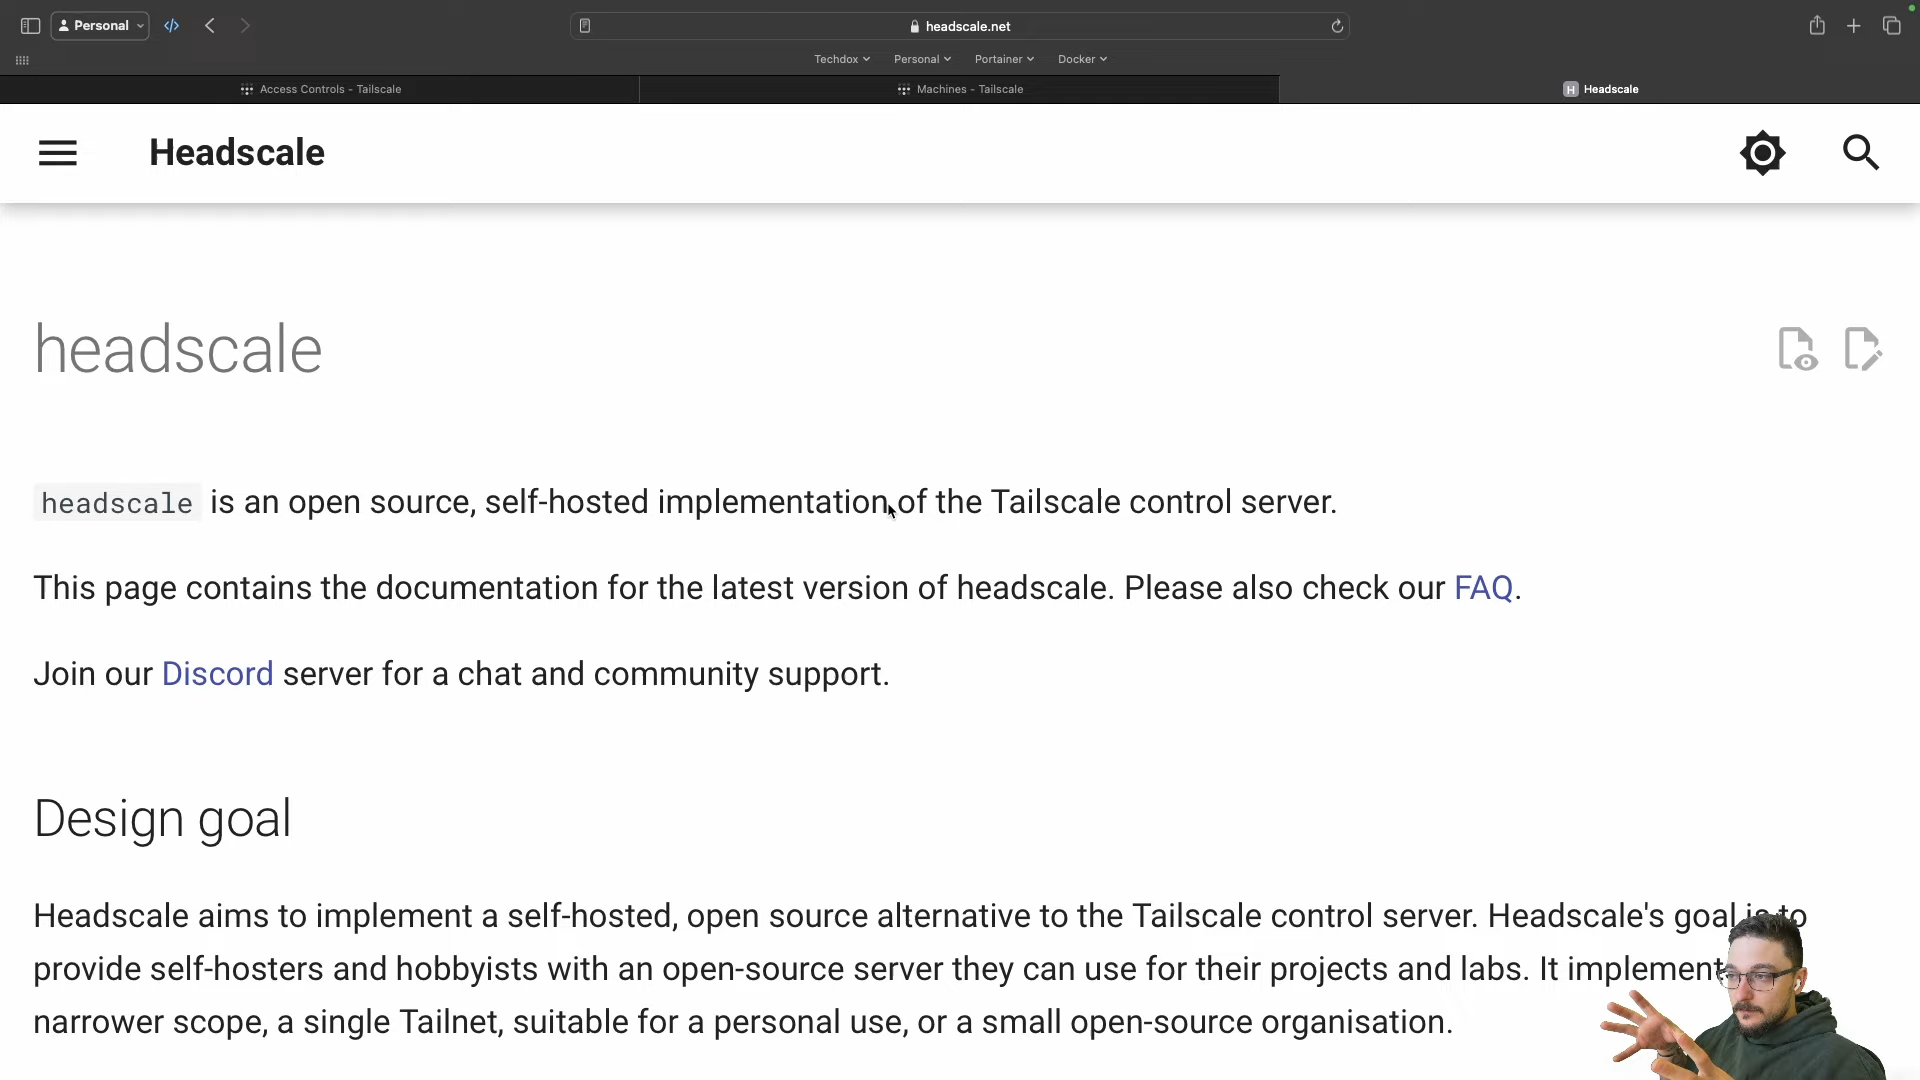 Personal
headscale.net
Techdox
Personal
Portainer
Docker
Access Controls - Tailscale
Machines - Tailscale
H Headscale
Headscale
headscale
headscale is an open source, self-hosted implementation of the Tailscale control server.
This page contains the documentation for the latest version of headscale. Please also check our FAQ.
Join our Discord server for a chat and community support.
Design goal
Headscale aims to implement a self-hosted, open source alternative to the Tailscale control server. Headscale's goal is to
provide self-hosters and hobbyists with an open-source server they can use for their projects and labs. It implement
narrower scope, a single Tailnet, suitable for a personal use, or a small open-source organisation.